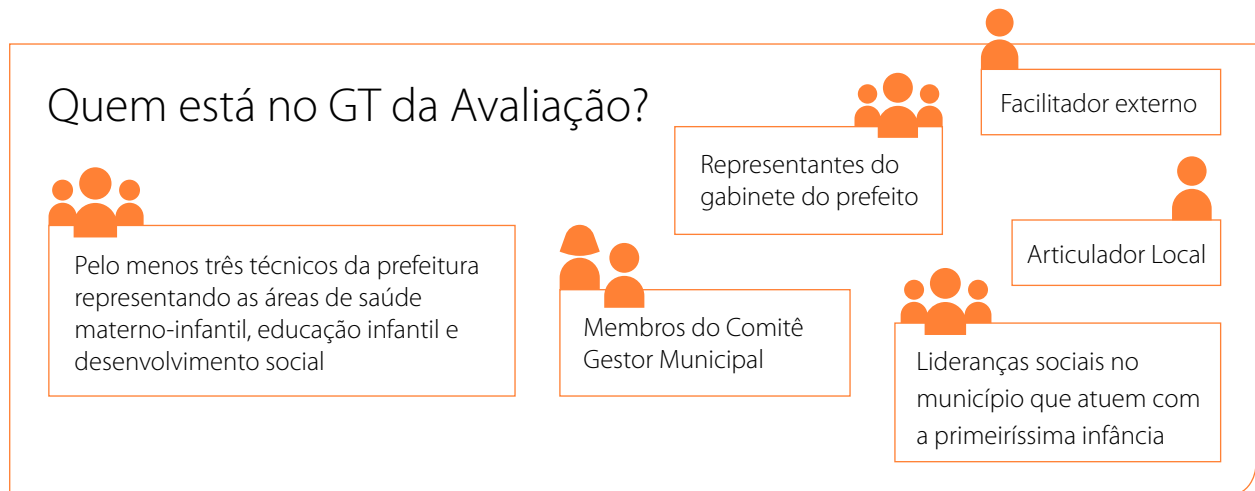 Quem está no GT da Avaliação?
Facilitador externo
Representantes do
gabinete do prefeito
Articulador Local
Pelo menos três técnicos da prefeitura
representando as áreas de saúde
materno-infantil, educação infantil e
desenvolvimento social
Membros do Comitê
Gestor Municipal
Lideranças sociais no
município que atuem com
a primeiríssima infância